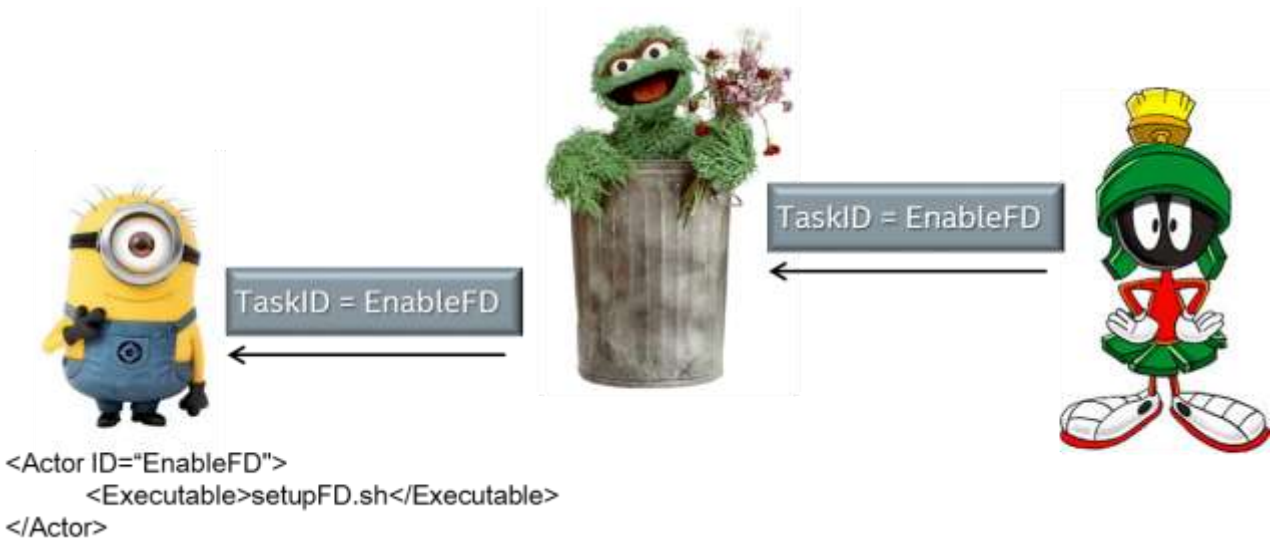 TaskID = EnableFD
TaskID = EnableFD
<Actor ID=“EnableFD">
<Executable>setupFD.sh</Executable>
</Actor>